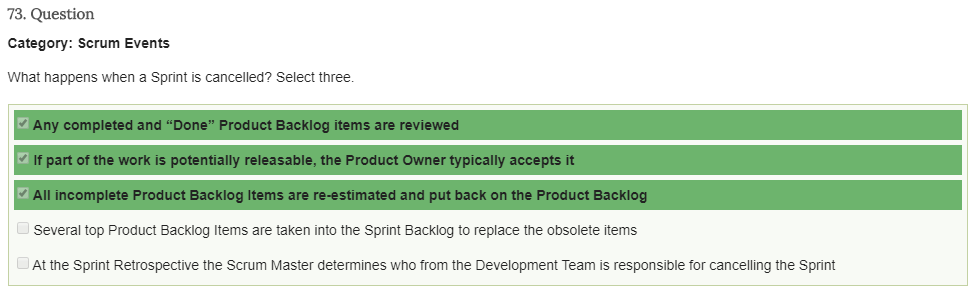 73. Question
Category: Scrum Events
What happens when a Sprint is cancelled? Select three.
Any completed and “Done” Product Backlog items are reviewed
If part of the work is potentially releasable, the Product Owner typically accepts it
All incomplete Product Backlog Items are re-estimated and put back on the Product Backlog
Several top Product Backlog Items are taken into the Sprint Backlog to replace the obsolete items
At the Sprint Retrospective the Scrum Master determines who from the Development Team is responsible for cancelling the Sprint